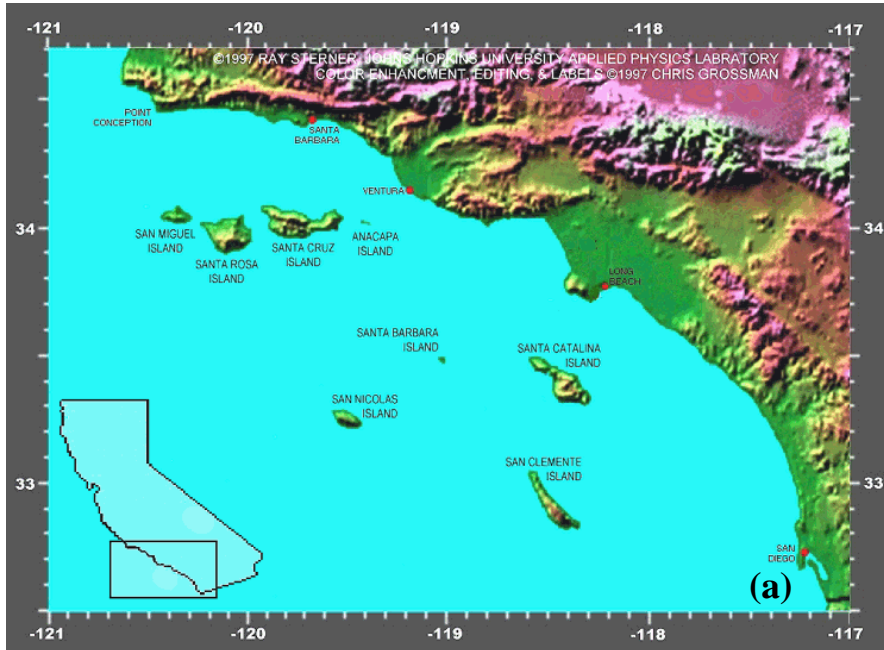 -121
-120
-119
-118
-117
©1997 RAY STERNER, JOHNS HOPKINS UNIVERSITY APPLIED PHYSICS LABRATORY
COLOR ENHANCMENT, EDITING, & LABELS ©1997 CHRIS GROSSMAN
POINT
CONCEPTION
SANTA
BARBARA
VENTURA
34
34
SAN MIGUEL
ISLAND
SANTA ROSA
ISLAND
SANTA CRUZ
ISLAND
ANACAPA
ISLAND
LONG
BEACH
SANTA BARBARA
ISLAND
SANTA CATALINA
ISLAND
SAN NICOLAS
ISLAND
SAN CLEMENTE
ISLAND
33
33
SAN
DIEGO
(a)
-121
-120
-119
-118
-117